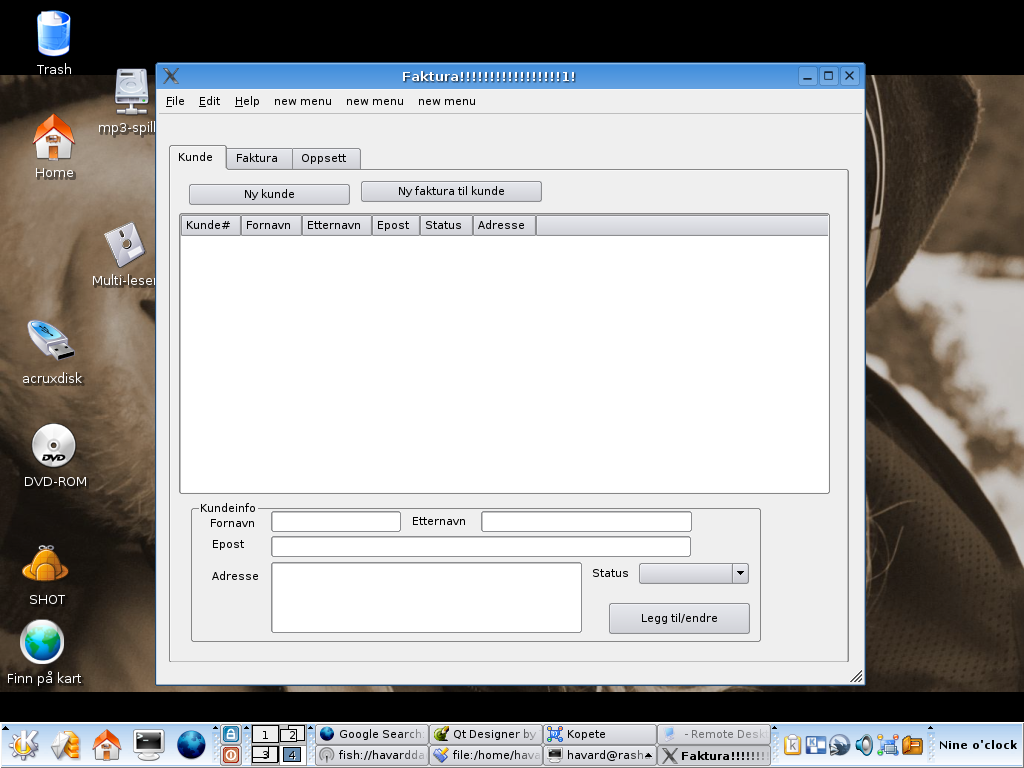 Trash
mp3-spill
Home
Multi-leser
acruxdisk
DVD-ROM
DVD
SHOT
Finn på kart
Faktura!!!!!!!!!!!!!!!!!1!
File Edit Help new menu new menu new menu
Kunde Faktura Oppsett
Ny kunde Ny faktura til kunde
Kunde# Fornavn Etternavn Epost Status Adresse
Kundeinfo
Fornavn Etternavn
Epost
Adresse Status
Legg til/endre
1 2 Google Search: Qt Designer by Kopete - Remote Desk
3 4 fish://havardda file:/home/hava havard@rash Faktura!!!!!!!!
Nine o'clock